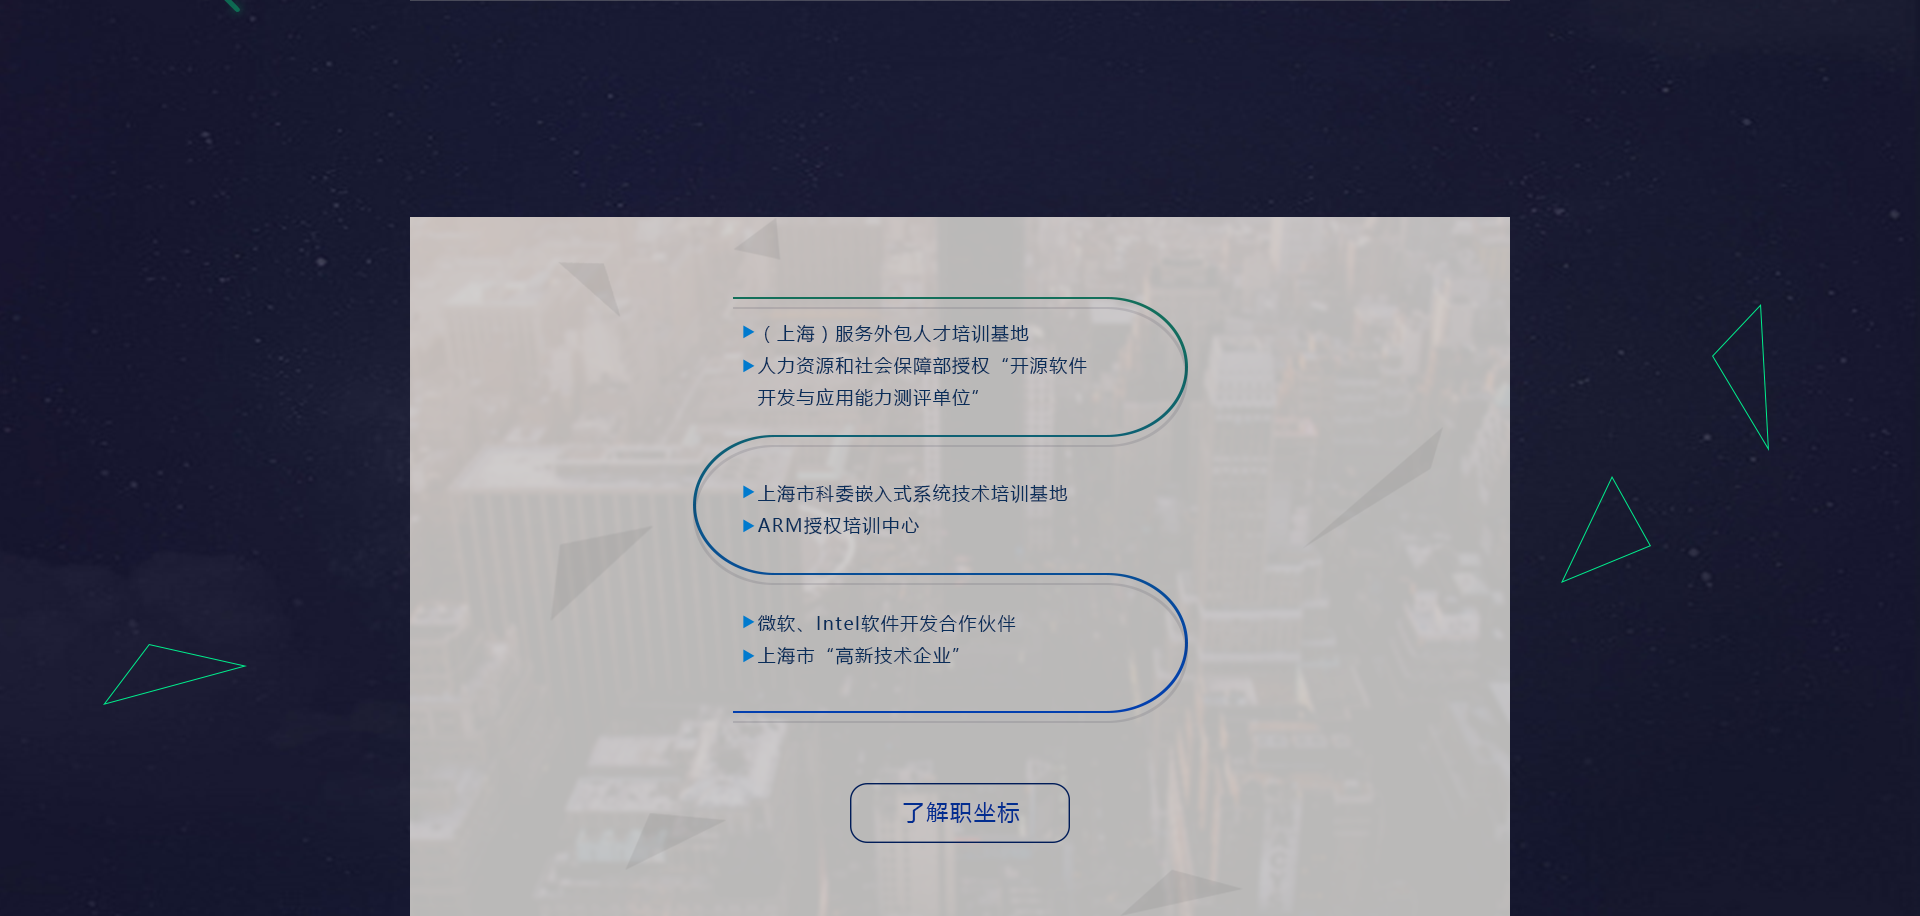 （上海）服务外包人才培训基地
人力资源和社会保障部授权“开源软件
开发与应用能力测评单位”
上海市科委嵌入式系统技术培训基地
ARM授权培训中心
微软、Intel软件开发合作伙伴
上海市“高新技术企业”
了解职坐标